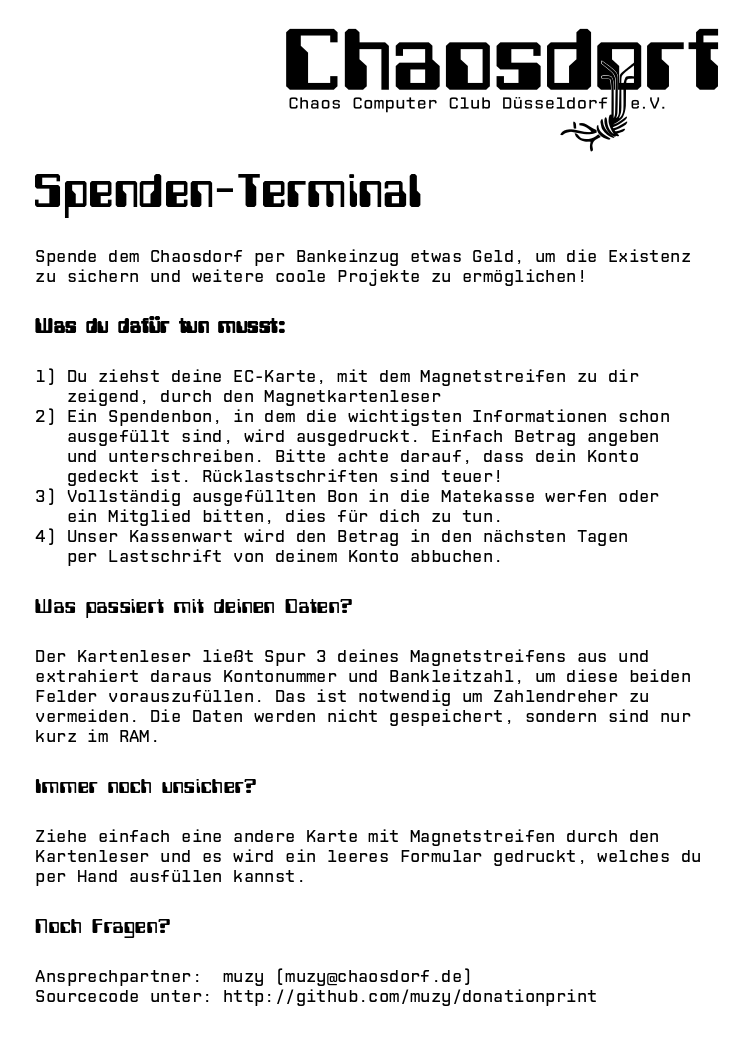 Chaosdorf
Chaos Computer Club Düsseldorf e.V.
Spenden-Terminal
Spende dem Chaosdorf per Bankeinzug etwas Geld, um die Existenz
zu sichern und weitere coole Projekte zu ermöglichen!
Was du dafür tun musst:
1) Du ziehst deine EC-Karte, mit dem Magnetstreifen zu dir
zeigend, durch den Magnetkartenleser
2) Ein Spendenbon, in dem die wichtigsten Informationen schon
ausgefüllt sind, wird ausgedruckt. Einfach Betrag angeben
und unterschreiben. Bitte achte darauf, dass dein Konto
gedeckt ist. Rücklastschriften sind teuer!
3) Vollständig ausgefüllten Bon in die Matekasse werfen oder
ein Mitglied bitten, dies für dich zu tun.
4) Unser Kassenwart wird den Betrag in den nächsten Tagen
per Lastschrift von deinem Konto abbuchen.
Was passiert mit deinen Daten?
Der Kartenleser ließt Spur 3 deines Magnetstreifens aus und
extrahiert daraus Kontonummer und Bankleitzahl, um diese beiden
Felder vorauszufüllen. Das ist notwendig um Zahlendreher zu
vermeiden. Die Daten werden nicht gespeichert, sondern sind nur
kurz im RAM.
Immer noch unsicher?
Ziehe einfach eine andere Karte mit Magnetstreifen durch den
Kartenleser und es wird ein leeres Formular gedruckt, welches du
per Hand ausfüllen kannst.
Noch Fragen?
Ansprechpartner: muzy (muzy@chaosdorf.de)
Sourcecode unter: http://github.com/muzy/donationprint